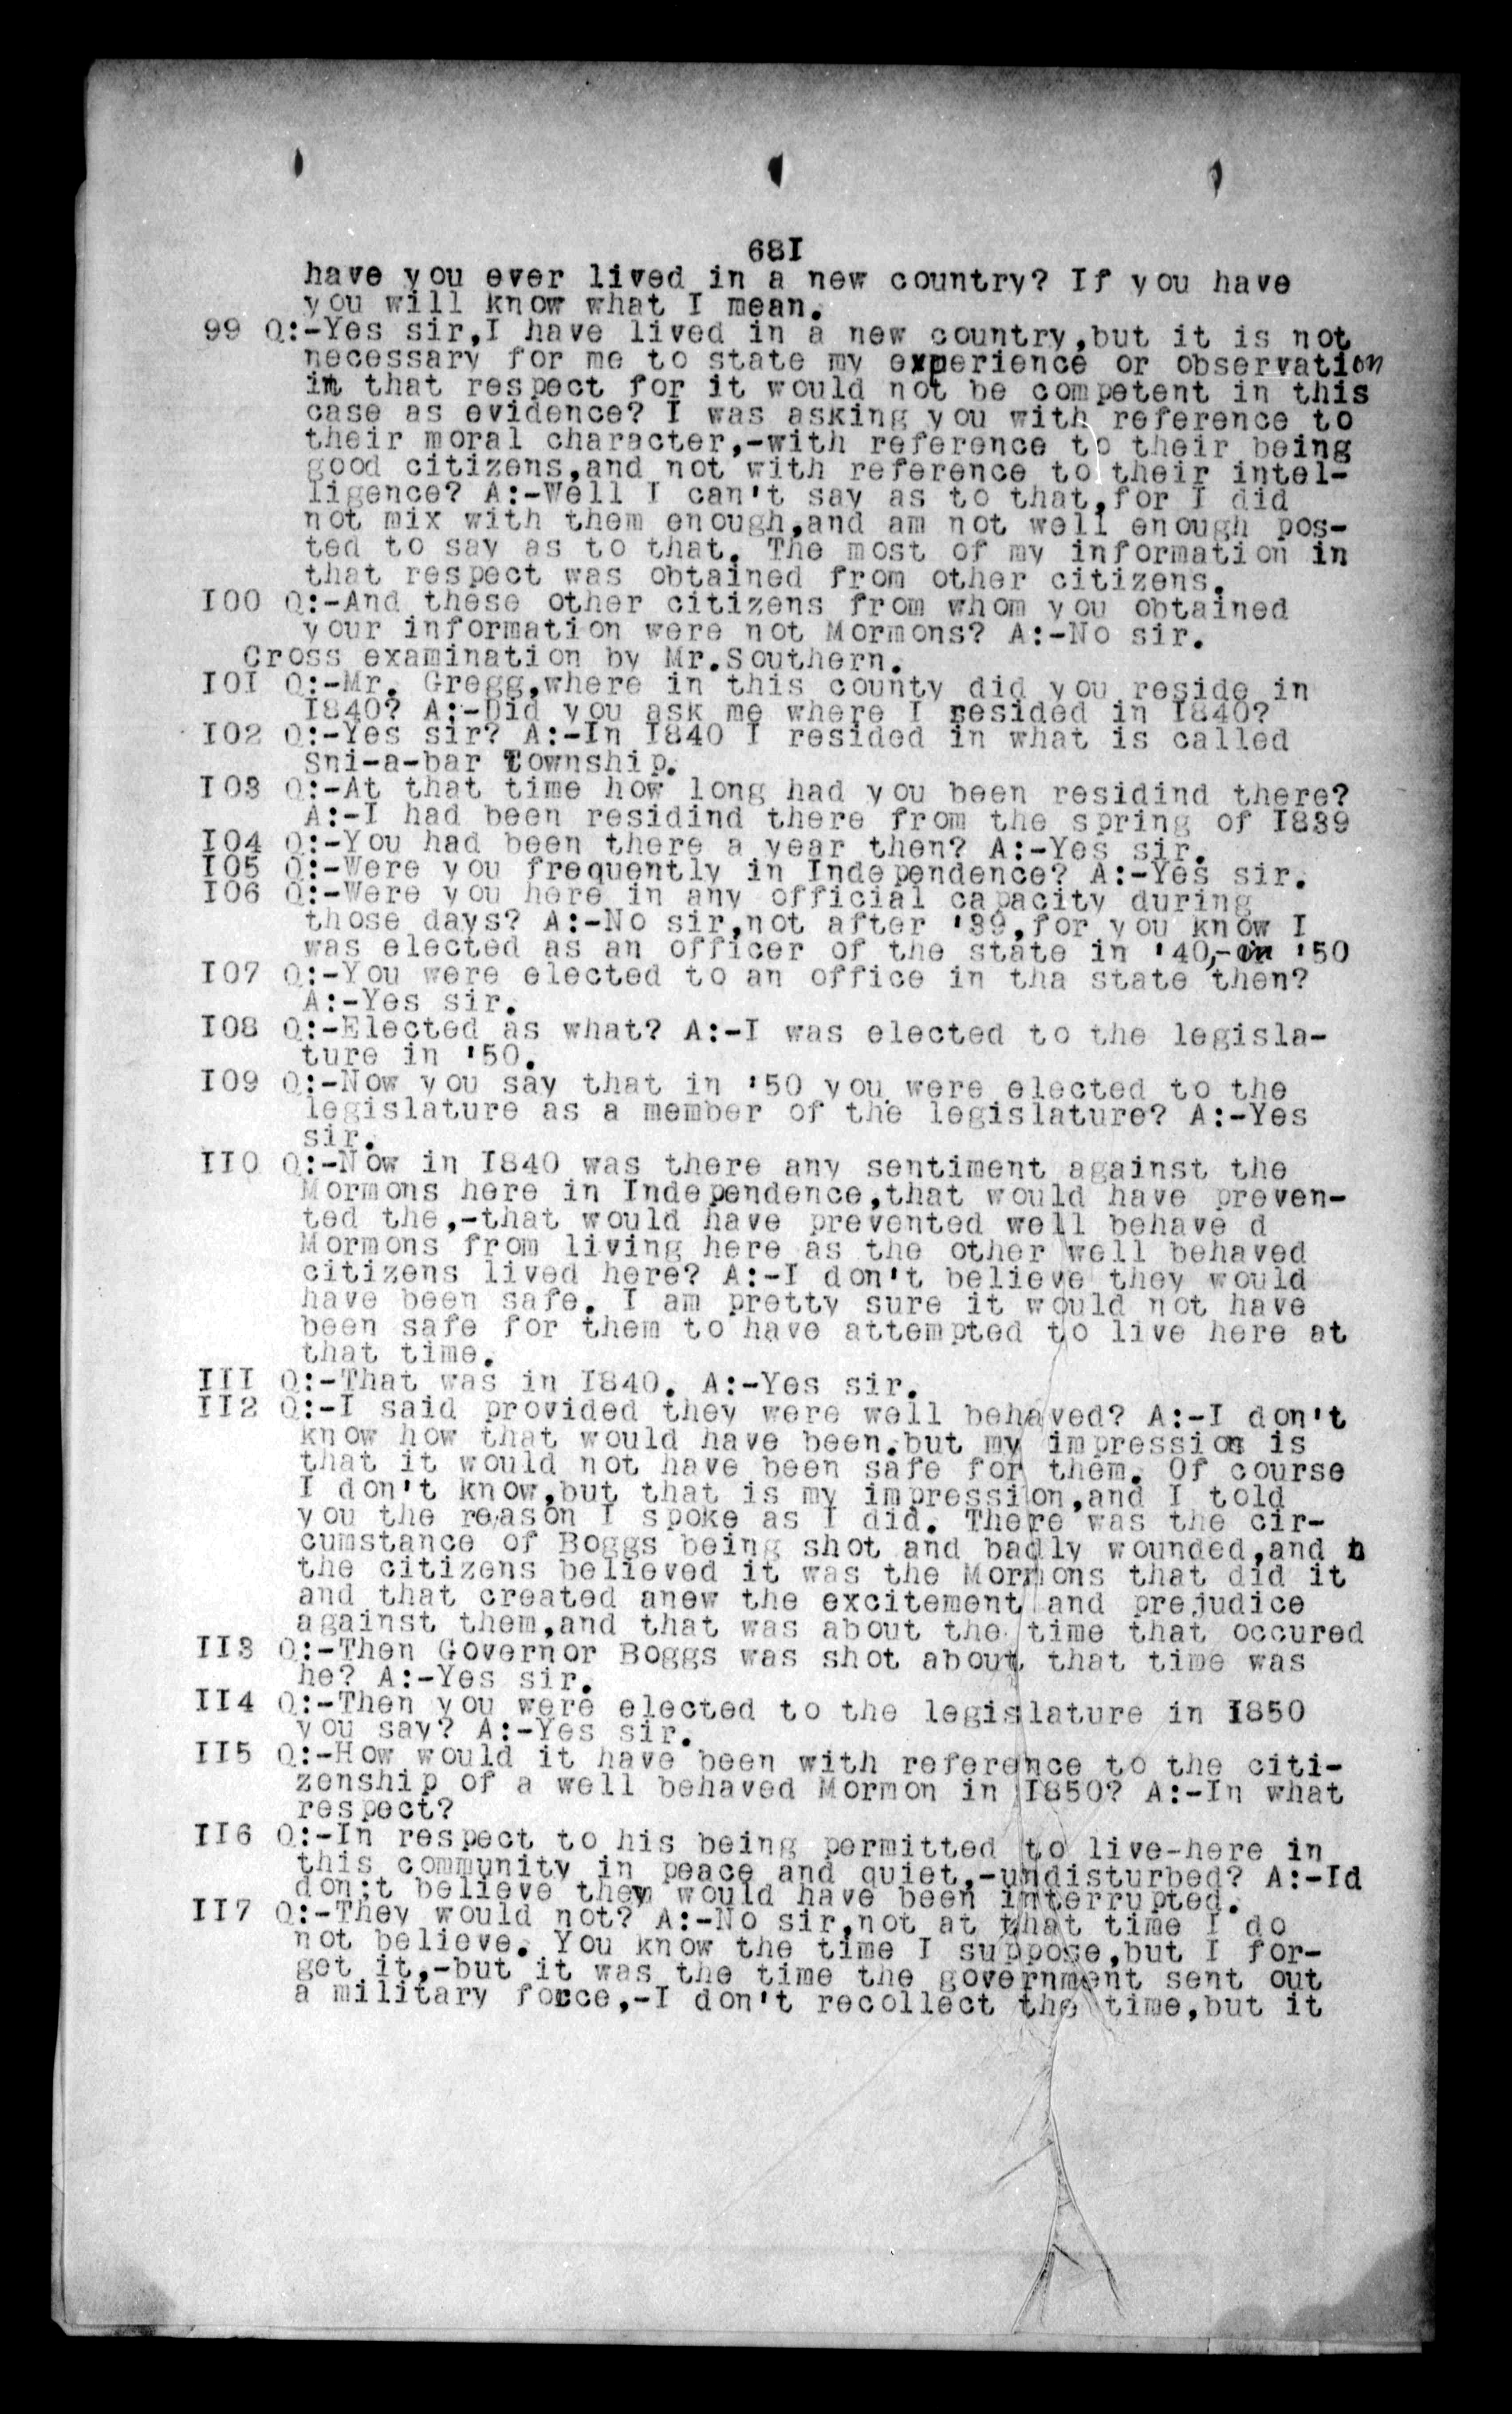 68I
have you ever lived in a new country? If you have
you will know what I mean.
99 Q:-Yes sir,I have lived in a new country,but it is not
necessary for me to state my experience or observation
in that respect for it would not be competent in this
case as evidence? I was asking you with reference to
their moral character,-with reference to their being
good citizens,and not with reference to their intel-
ligence? A:-Well I can't say as to that,for I did
not mix with them enough,and am not well enough pos-
ted to say as to that. The most of my information in
that respect was obtained from other citizens.
I00 Q:-And these other citizens from whom you obtained
your information were not Mormons? A:-No sir.
Cross examination by Mr.Southern.
I0I Q:-Mr. Gregg,where in this county did you reside in
I840? A:-Did you ask me where I resided in I840?
I02 Q:-Yes sir? A:-In I840 I resided in what is called
Sni-a-bar Township.
I03 Q:-At that time how long had you been residind there?
A:-I had been residind there from the spring of I839
I04 Q:-You had been there a year then? A:-Yes sir.
I05 Q:-Were you frequently in Independence? A:-Yes sir.
I06 Q:-Were you here in any official capacity during
those days? A:-No sir,not after '39,for you know I
was elected as an officer of the state in '40,-in '50
I07 Q:-You were elected to an office in tha state then?
A:-Yes sir.
I08 Q:-Elected as what? A:-I was elected to the legisla-
ture in '50.
I09 Q:-Now you say that in '50 you were elected to the
legislature as a member of the legislature? A:-Yes
sir.
II0 Q:-Now in I840 was there any sentiment against the
Mormons here in Independence,that would have preven-
ted the,-that would have prevented well behave d
Mormons from living here as the other well behaved
citizens lived here? A:-I don't believe they would
have been safe. I am pretty sure it would not have
been safe for them to have attempted to live here at
that time.
III Q:-That was in I840. A:-Yes sir.
II2 Q:-I said provided they were well behaved? A:-I don't
know how that would have been.but my impression is
that it would not have been safe for them. Of course
I don't know,but that is my impression,and I told
you the reason I spoke as I did. There was the cir-
cumstance of Boggs being shot and badly wounded,and
the citizens believed it was the Mormons that did it
and that created anew the excitement and prejudice
against them,and that was about the time that occured
II3 Q:-Then Governor Boggs was shot about that time was
he? A:-Yes sir.
II4 Q:-Then you were elected to the legislature in I850
you say? A:-Yes sir.
II5 Q:-How would it have been with reference to the citi-
zenship of a well behaved Mormon in I850? A:-In what
respect?
II6 Q:-In respect to his being permitted to live-here in
this community in peace and quiet,-undisturbed? A:-Id
don:t believe they would have been interrupted.
II7 Q:-They would not? A:-No sir,not at that time I do
not believe. You know the time I suppose,but I for-
get it,-but it was the time the government sent out
a military force,-I don't recollect the time,but it